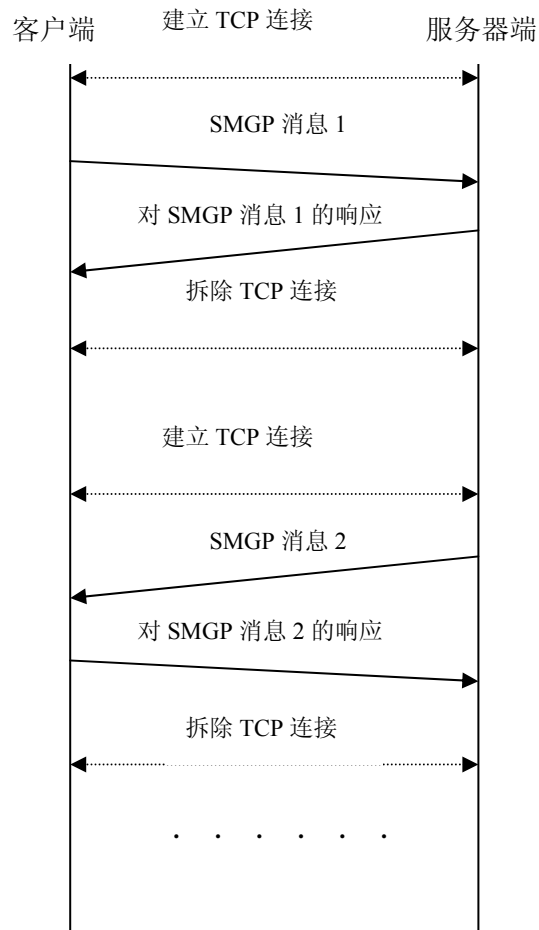 客户端
建立 TCP 连接
服务器端
SMGP 消息 1
对 SMGP 消息 1 的响应
拆除 TCP 连接
建立 TCP 连接
SMGP 消息 2
对 SMGP 消息 2 的响应
拆除 TCP 连接
. . . . . .